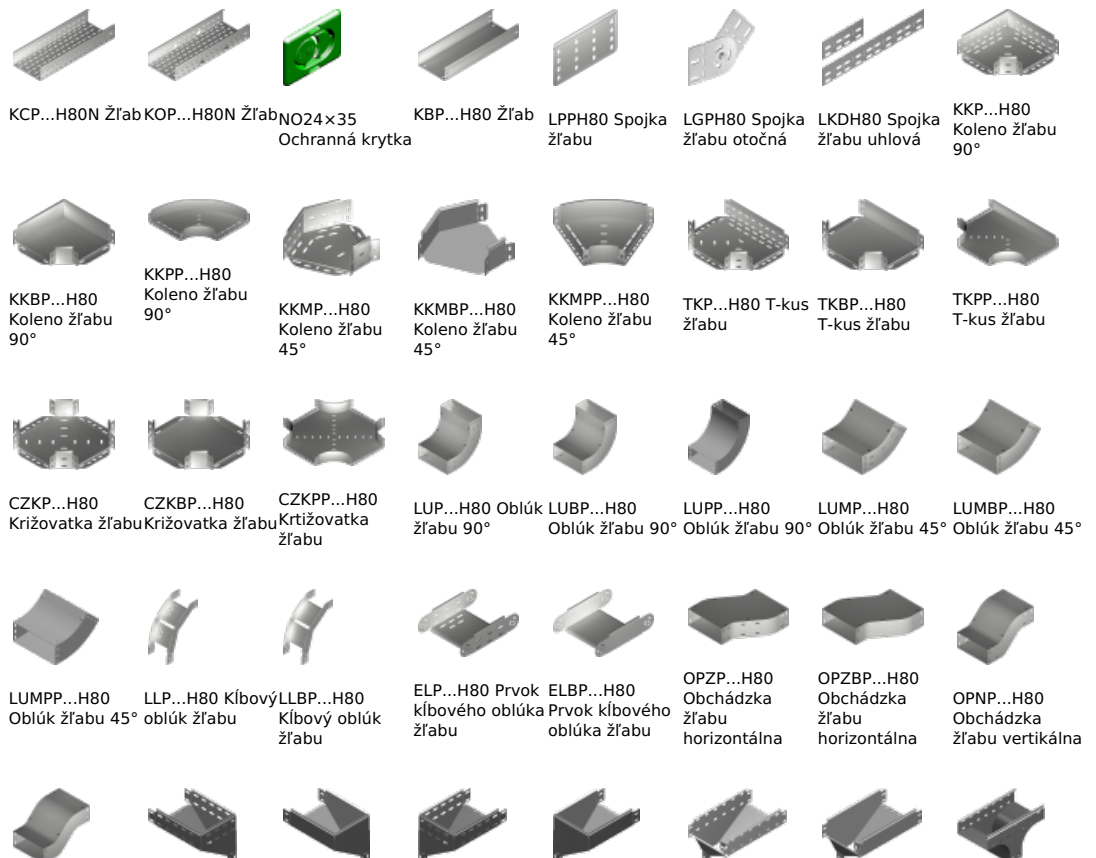 KCP...H80N Žľab
KOP...H80N Žľab
NO24×35
Ochranná krytka
KBP...H80 Žľab
LPPH80 Spojka
žľabu
LGPH80 Spojka
žľabu otočná
LKDH80 Spojka
žľabu uhlová
KKP...H80
Koleno žľabu
90°
KKBP...H80
Koleno žľabu
90°
KKPP...H80
Koleno žľabu
90°
KKMP...H80
Koleno žľabu
45°
KKMBP...H80
Koleno žľabu
45°
KKMPP...H80
Koleno žľabu
45°
TKP...H80 T-kus
žľabu
TKBP...H80
T-kus žľabu
TKPP...H80
T-kus žľabu
CZKP...H80
Križovatka žľabu
CZKBP...H80
Križovatka žľabu
CZKPP...H80
Krtižovatka
žľabu
LUP...H80 Oblúk
žľabu 90°
LUBP...H80
Oblúk žľabu 90°
LUPP...H80
Oblúk žľabu 90°
LUMP...H80
Oblúk žľabu 45°
LUMBP...H80
Oblúk žľabu 45°
LUMPP...H80
Oblúk žľabu 45°
LLP...H80 Kĺbový
oblúk žľabu
LLBP...H80
Kĺbový oblúk
žľabu
ELP...H80 Prvok
kĺbového oblúka
žľabu
ELBP...H80
Prvok kĺbového
oblúka žľabu
OPZP...H80
Obchádzka
žľabu
horizontálna
OPZBP...H80
Obchádzka
žľabu
horizontálna
OPNP...H80
Obchádzka
žľabu vertikálna